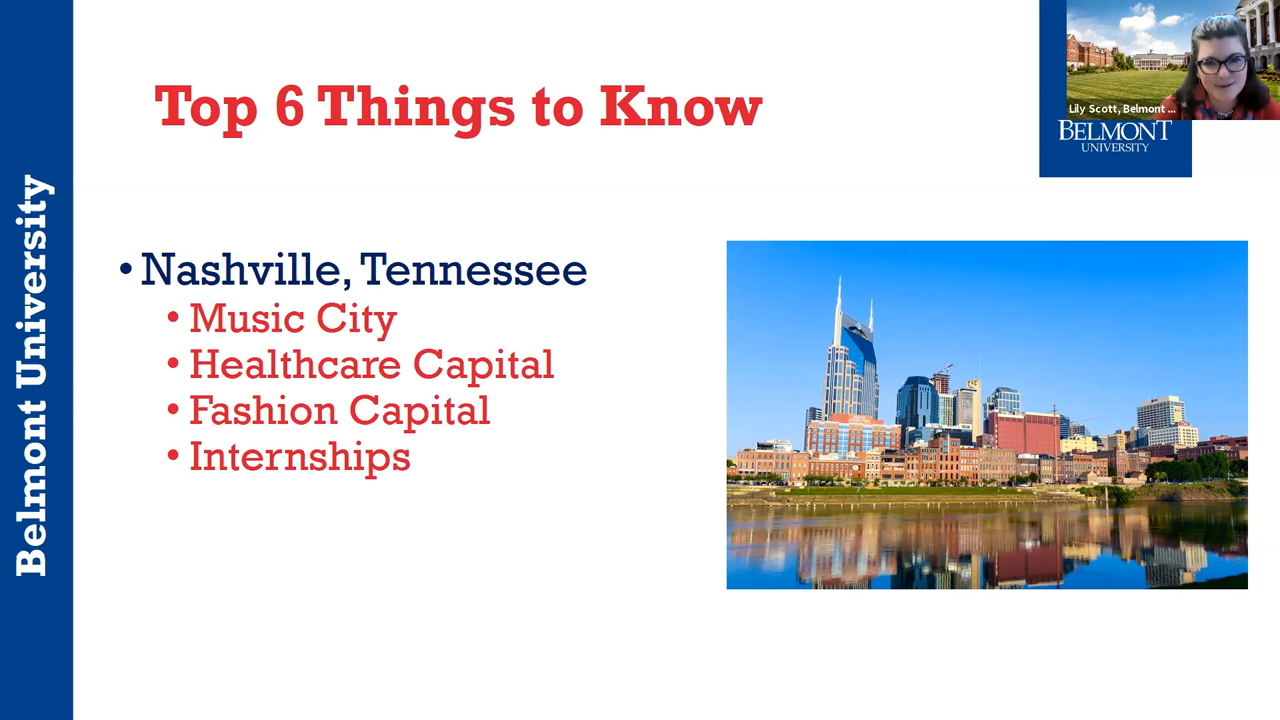 Top 6 Things to Know
Lily Scott, Belmont ...
BELMONT
UNIVERSITY
Belmont University
• Nashville, Tennessee
• Music City
• Healthcare Capital
• Fashion Capital
• Internships